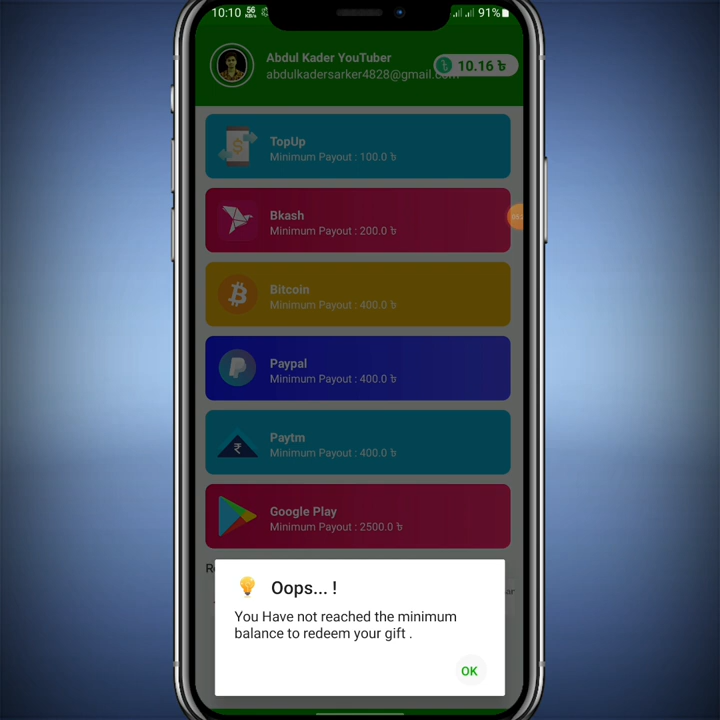 10:10 56 KB/s 91%
Abdul Kader YouTuber
abdulkadersarker4828@gmail.com
10.16 ৳
TopUp
Minimum Payout : 100.0 ৳
Bkash
Minimum Payout : 200.0 ৳
Bitcoin
Minimum Payout : 400.0 ৳
Paypal
Minimum Payout : 400.0 ৳
Paytm
Minimum Payout : 400.0 ৳
Google Play
Minimum Payout : 2500.0 ৳
Oops... !
You Have not reached the minimum
balance to redeem your gift .
OK